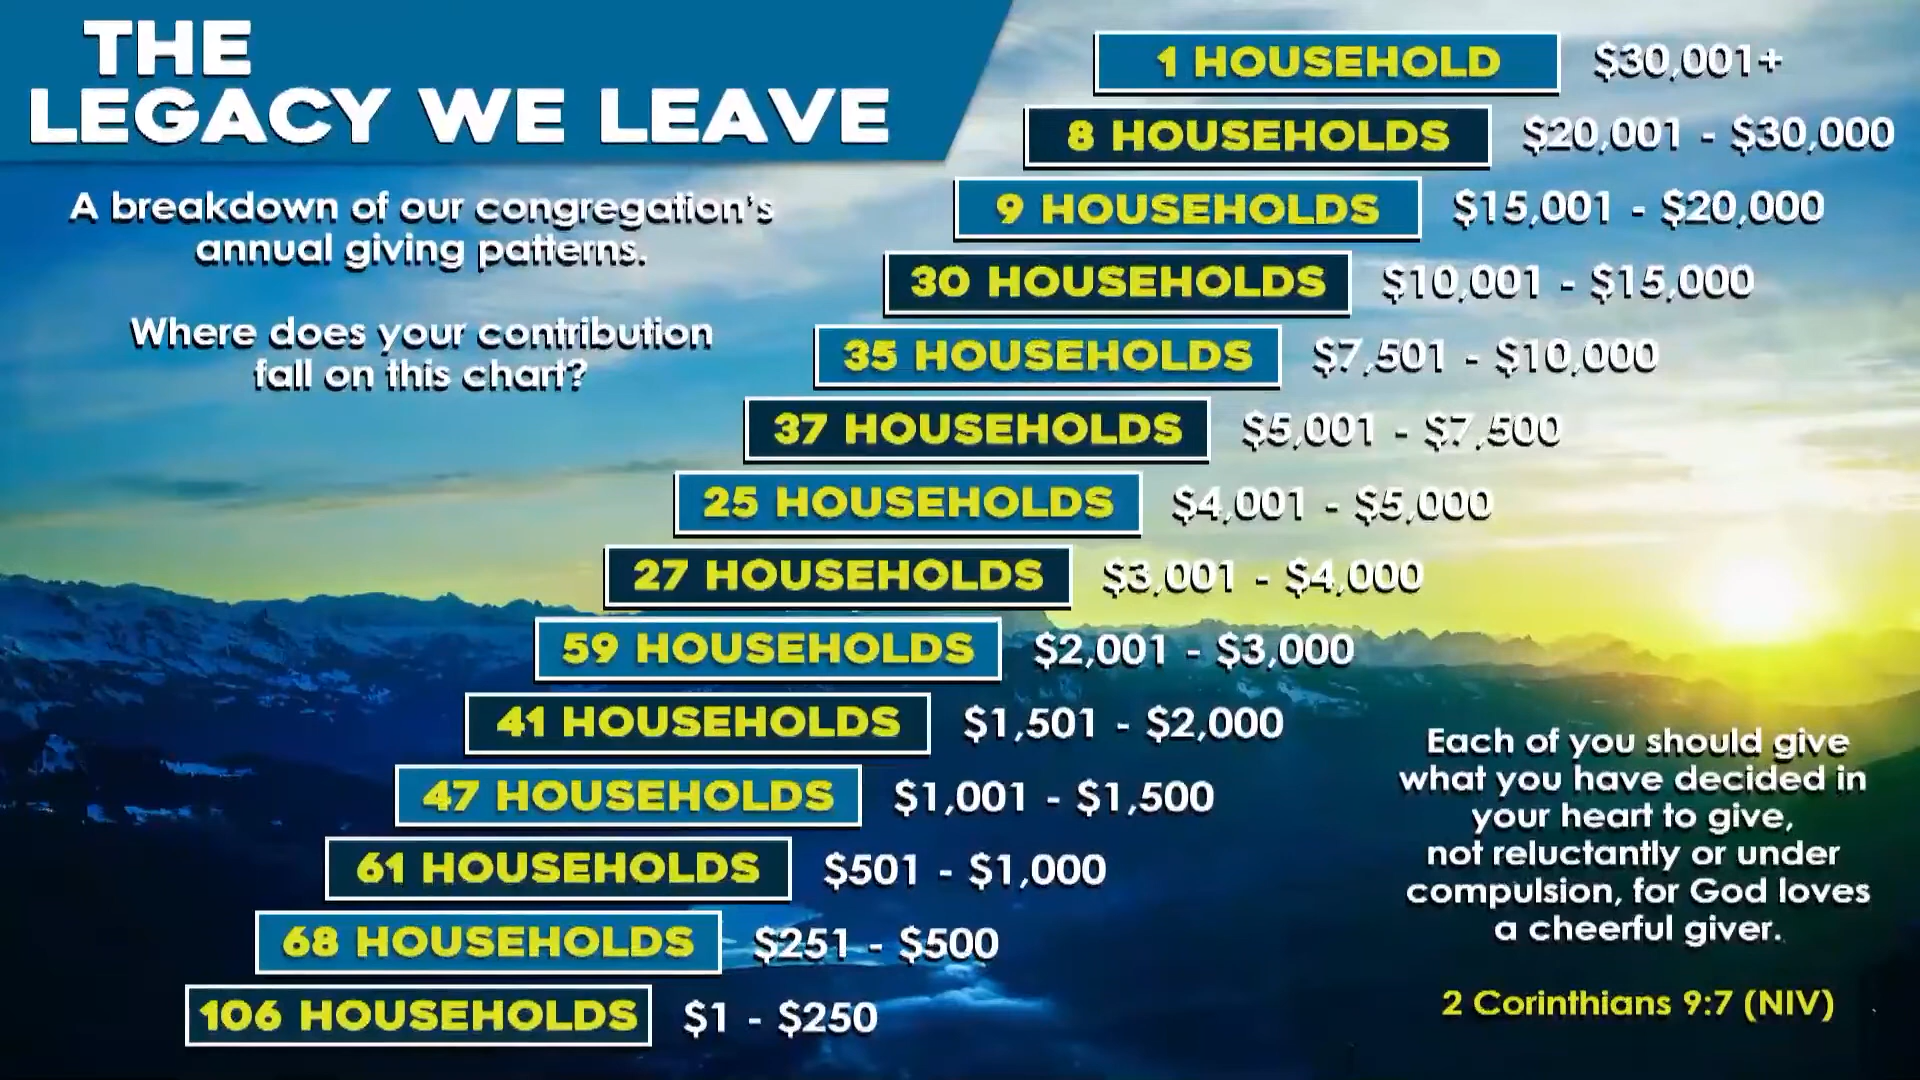 THE
LEGACY WE LEAVE
A breakdown of our congregation's
annual giving patterns.
Where does your contribution
fall on this chart?
1 HOUSEHOLD $30,001+
8 HOUSEHOLDS $20,001 - $30,000
9 HOUSEHOLDS $15,001 - $20,000
30 HOUSEHOLDS $10,001 - $15,000
35 HOUSEHOLDS $7,501 - $10,000
37 HOUSEHOLDS $5,001 - $7,500
25 HOUSEHOLDS $4,001 - $5,000
27 HOUSEHOLDS $3,001 - $4,000
59 HOUSEHOLDS $2,001 - $3,000
41 HOUSEHOLDS $1,501 - $2,000
47 HOUSEHOLDS $1,001 - $1,500
61 HOUSEHOLDS $501 - $1,000
68 HOUSEHOLDS $251 - $500
106 HOUSEHOLDS $1 - $250
Each of you should give
what you have decided in
your heart to give,
not reluctantly or under
compulsion, for God loves
a cheerful giver.
2 Corinthians 9:7 (NIV)